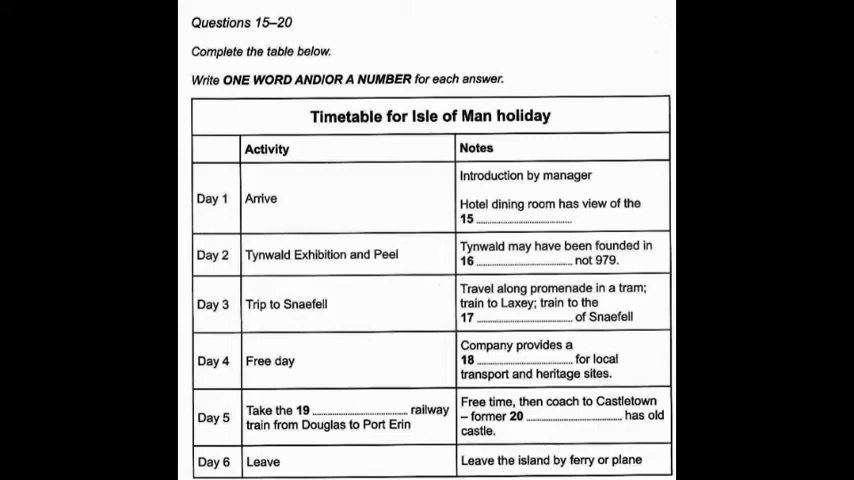 Questions 15–20
Complete the table below.
Write ONE WORD AND/OR A NUMBER for each answer.
Timetable for Isle of Man holiday
Activity
Notes
Day 1
Arrive
Introduction by manager
Hotel dining room has view of the
15 ..............................
Day 2
Tynwald Exhibition and Peel
Tynwald may have been founded in
16 .............................. not 979.
Day 3
Trip to Snaefell
Travel along promenade in a tram;
train to Laxey; train to the
17 .............................. of Snaefell
Day 4
Free day
Company provides a
18 .............................. for local
transport and heritage sites.
Day 5
Take the 19 .............................. railway
train from Douglas to Port Erin
Free time, then coach to Castletown
– former 20 .............................. has old
castle.
Day 6
Leave
Leave the island by ferry or plane